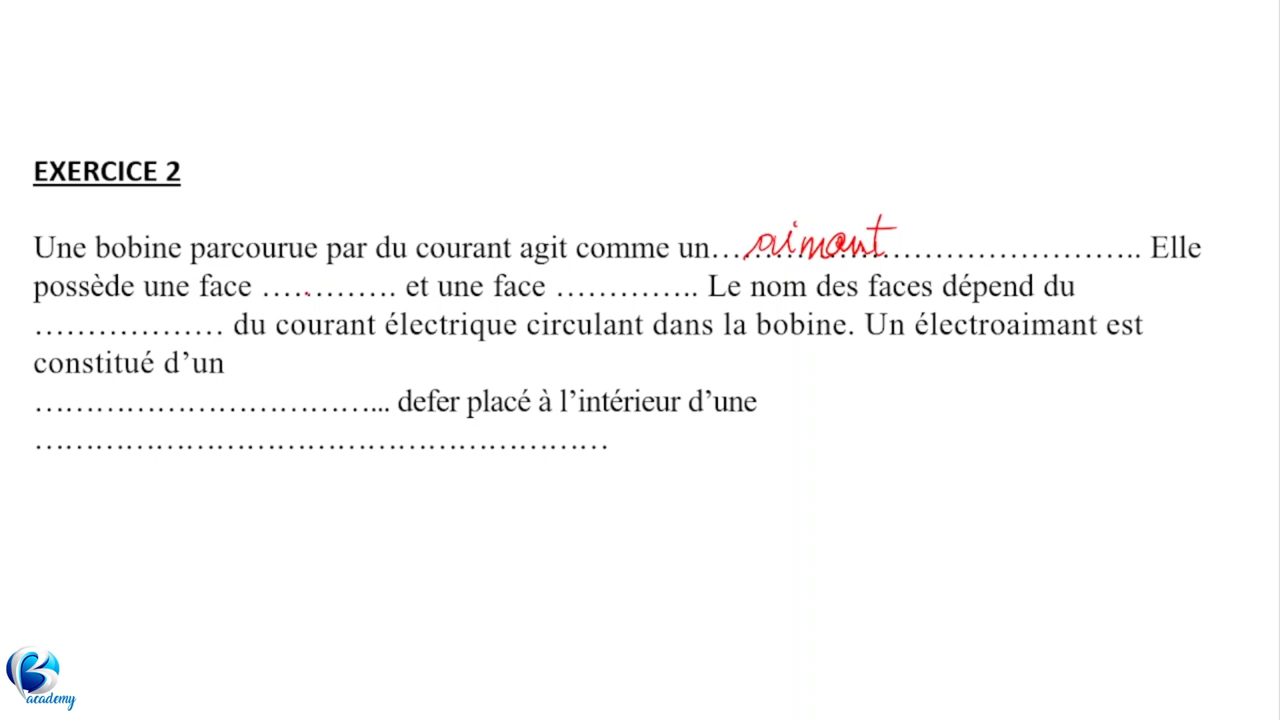 EXERCICE 2
Une bobine parcourue par du courant agit comme un…aimant……………………….. Elle
possède une face …………. et une face ………….. Le nom des faces dépend du
……………… du courant électrique circulant dans la bobine. Un électroaimant est
constitué d’un
……………………………... defer placé à l’intérieur d’une
…………………………………………………
academy